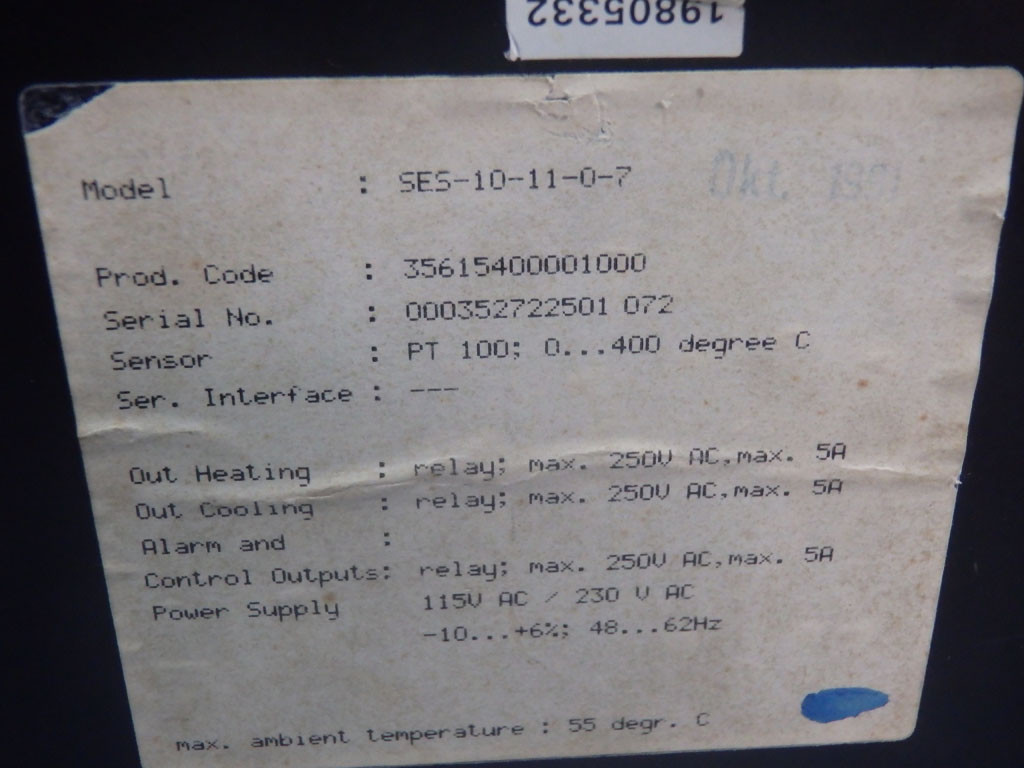 19805332
Model : SES-10-11-0-7
Okt.
Prod. Code : 35615400001000
Serial No. : 000352722501 072
Sensor : PT 100; 0...400 degree C
Ser. Interface : ---
Out Heating : relay; max. 250V AC,max. 5A
Out Cooling : relay; max. 250V AC,max. 5A
Alarm and :
Control Outputs: relay; max. 250V AC,max. 5A
Power Supply 115V AC / 230 V AC
-10...+6%; 48...62Hz
max. ambient temperature : 55 degr. C